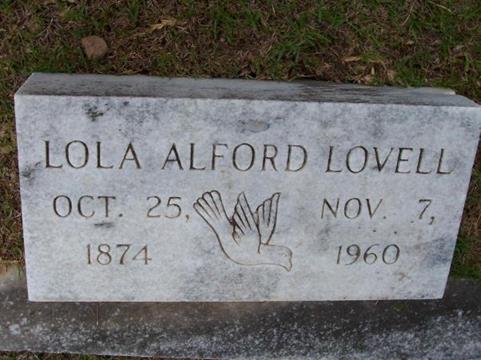 LOLA ALFORD LOVELL
OCT. 25, NOV. 7,
1874 1960